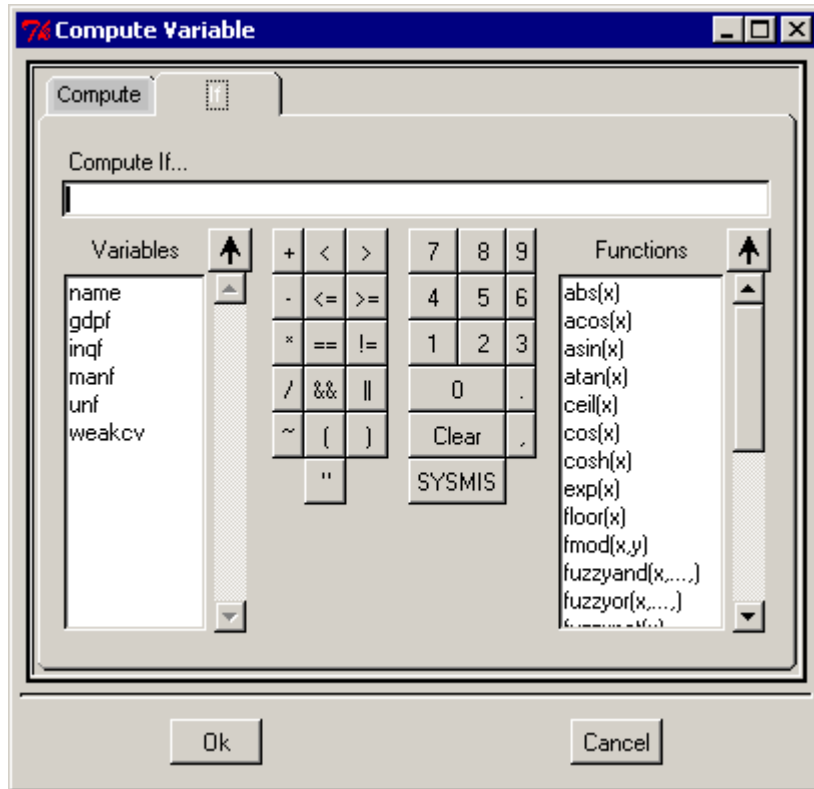 Compute Variable
Compute If
Compute If...
Variables
name
gdpf
inqf
manf
unf
weakcv
+ < >
- <= >=
* == !=
/ && ||
~ ( )
"
7 8 9
4 5 6
1 2 3
0 .
Clear ,
SYSMIS
Functions
abs(x)
acos(x)
asin(x)
atan(x)
ceil(x)
cos(x)
cosh(x)
exp(x)
floor(x)
fmod(x,y)
fuzzyand(x,...,)
fuzzyor(x,...,)
Ok Cancel